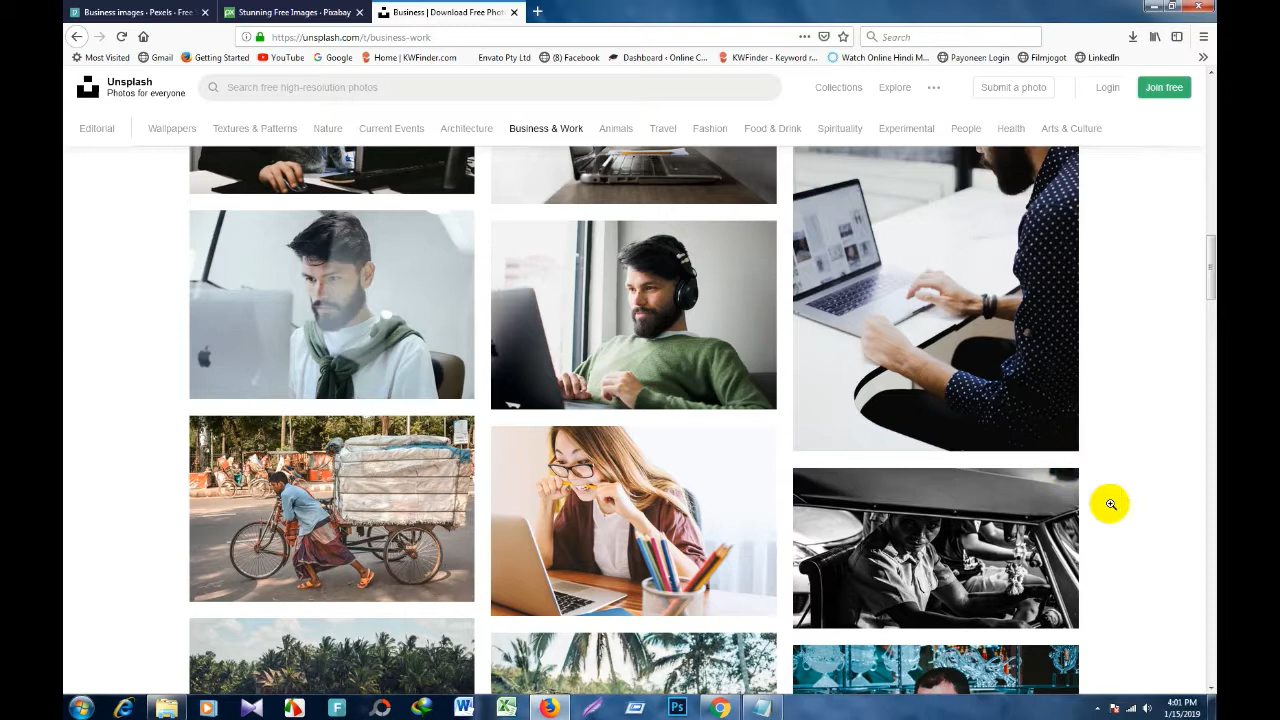 Business images - Pexels - Free
Stunning Free Images · Pixabay
Business | Download Free Phot
https://unsplash.com/t/business-work
Search
Most Visited Gmail Getting Started YouTube Google Home | KWFinder.com Envato Pty Ltd (8) Facebook Dashboard ‹ Online C... KWFinder - Keyword r... Watch Online Hindi M... Payoneer Login Filmjogot LinkedIn
Unsplash
Photos for everyone
Search free high-resolution photos
Collections Explore Submit a photo Login Join free
Editorial Wallpapers Textures & Patterns Nature Current Events Architecture Business & Work Animals Travel Fashion Food & Drink Spirituality Experimental People Health Arts & Culture
4:01 PM
1/15/2019